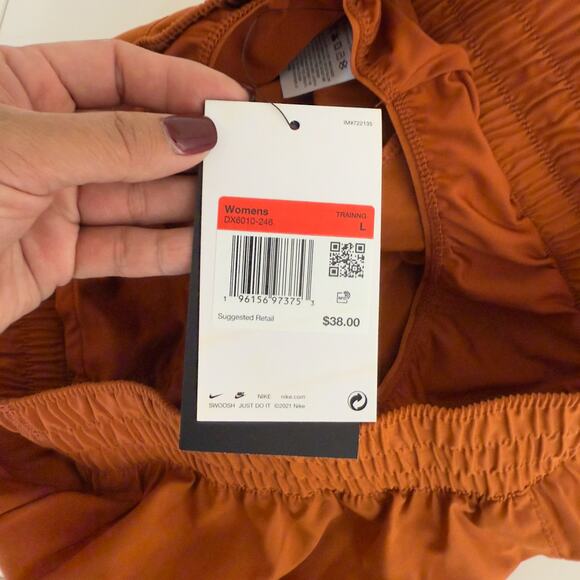 IM#722135
Womens TRAINNG
DX6010-246 L
1 96156 97375 3
Suggested Retail $38.00
NIKE nike.com
SWOOSH JUST DO IT ©2021 Nike